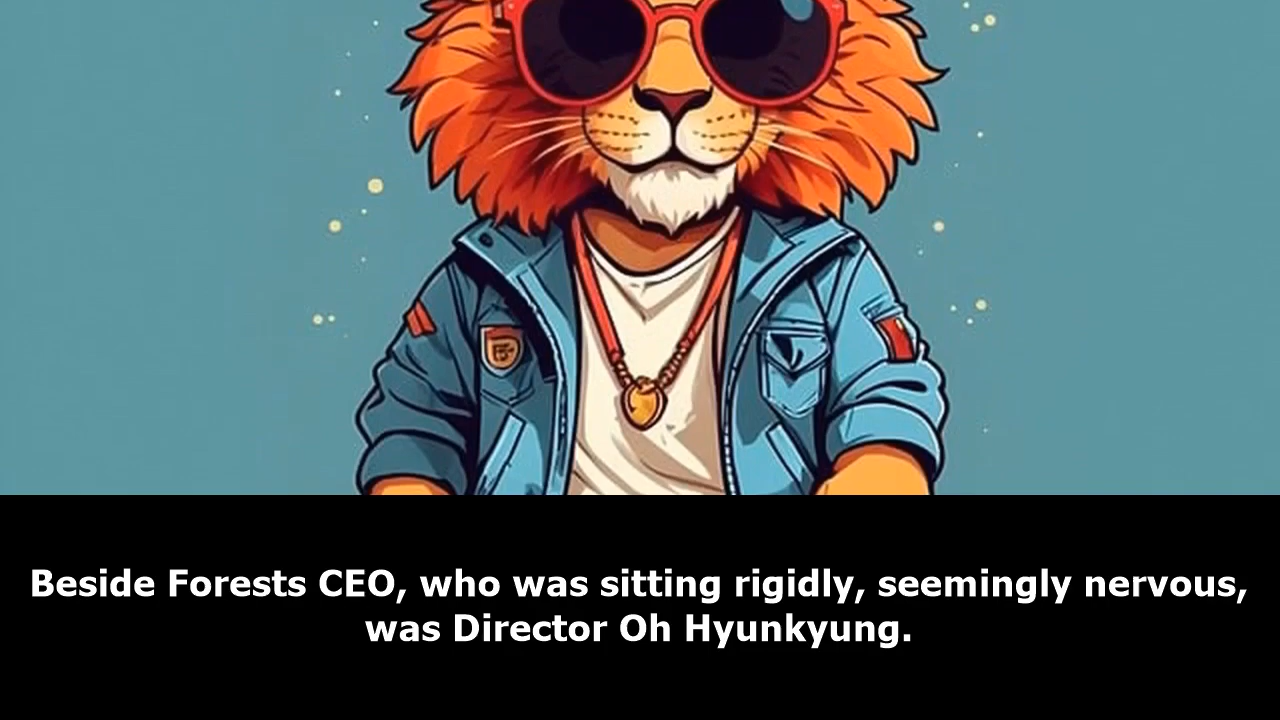 Beside Forests CEO, who was sitting rigidly, seemingly nervous,
was Director Oh Hyunkyung.